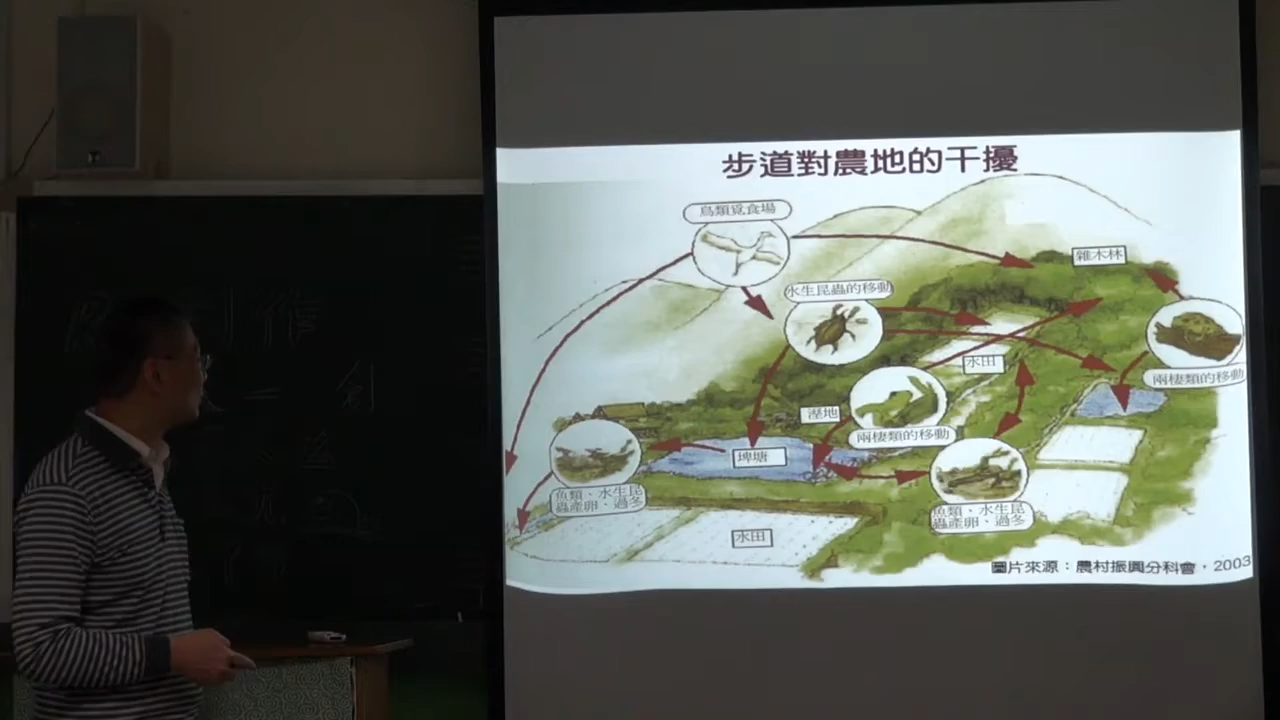 步道對農地的干擾
鳥類覓食場
雜木林
水生昆蟲的移動
水田
兩棲類的移動
溼地
兩棲類的移動
埤塘
魚類、水生昆
蟲產卵、過冬
魚類、水生昆
蟲產卵、過冬
水田
圖片來源：農村振興分科會，2003